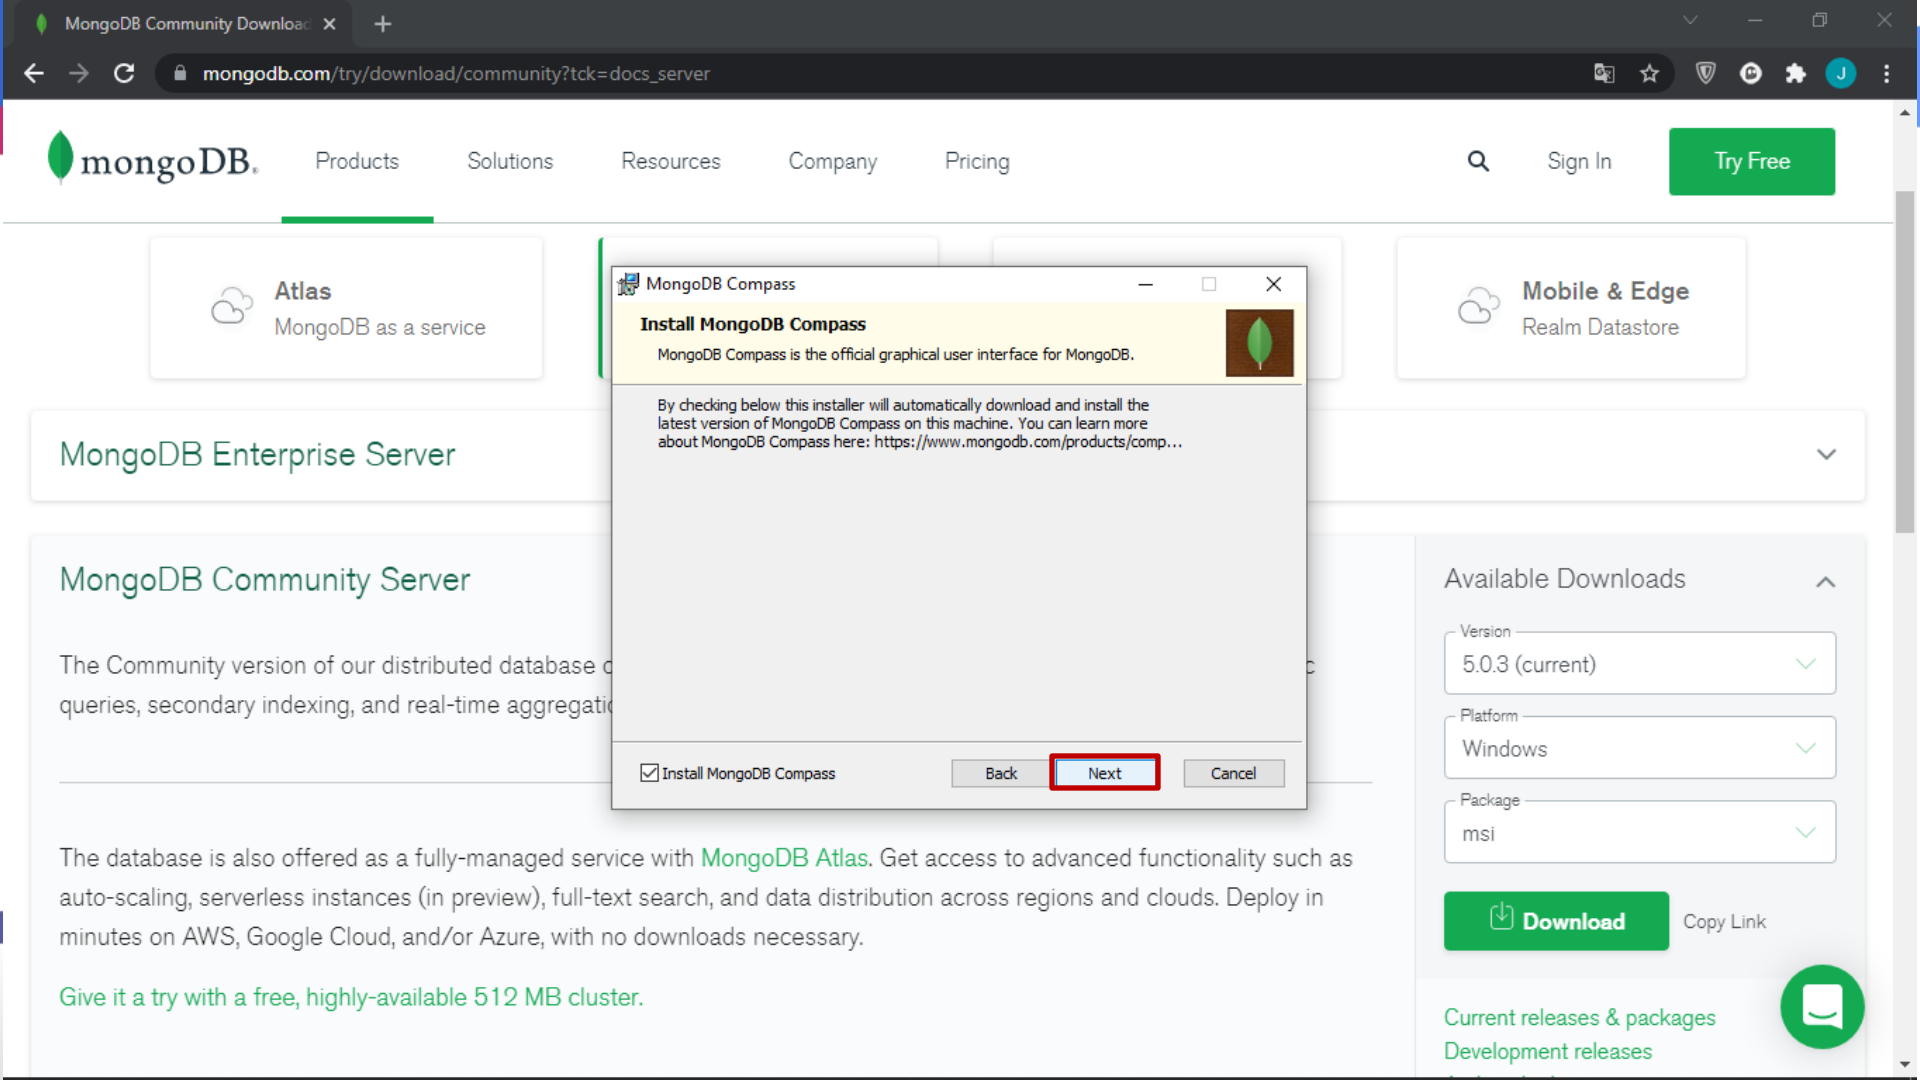 MongoDB Community Download
mongodb.com/try/download/community?tck=docs_server
J
mongoDB.
Products
Solutions
Resources
Company
Pricing
Sign In
Try Free
Atlas
MongoDB as a service
Mobile & Edge
Realm Datastore
MongoDB Compass
Install MongoDB Compass
MongoDB Compass is the official graphical user interface for MongoDB.
By checking below this installer will automatically download and install the
latest version of MongoDB Compass on this machine. You can learn more
about MongoDB Compass here: https://www.mongodb.com/products/comp...
Install MongoDB Compass
Back
Next
Cancel
MongoDB Enterprise Server
MongoDB Community Server
The Community version of our distributed database
queries, secondary indexing, and real-time
The database is also offered as a fully-managed service with MongoDB Atlas. Get access to advanced functionality such as
auto-scaling, serverless instances (in preview), full-text search, and data distribution across regions and clouds. Deploy in
minutes on AWS, Google Cloud, and/or Azure, with no downloads necessary.
Give it a try with a free, highly-available 512 MB cluster.
Available Downloads
Version
5.0.3 (current)
Platform
Windows
Package
msi
Download
Copy Link
Current releases & packages
Development releases